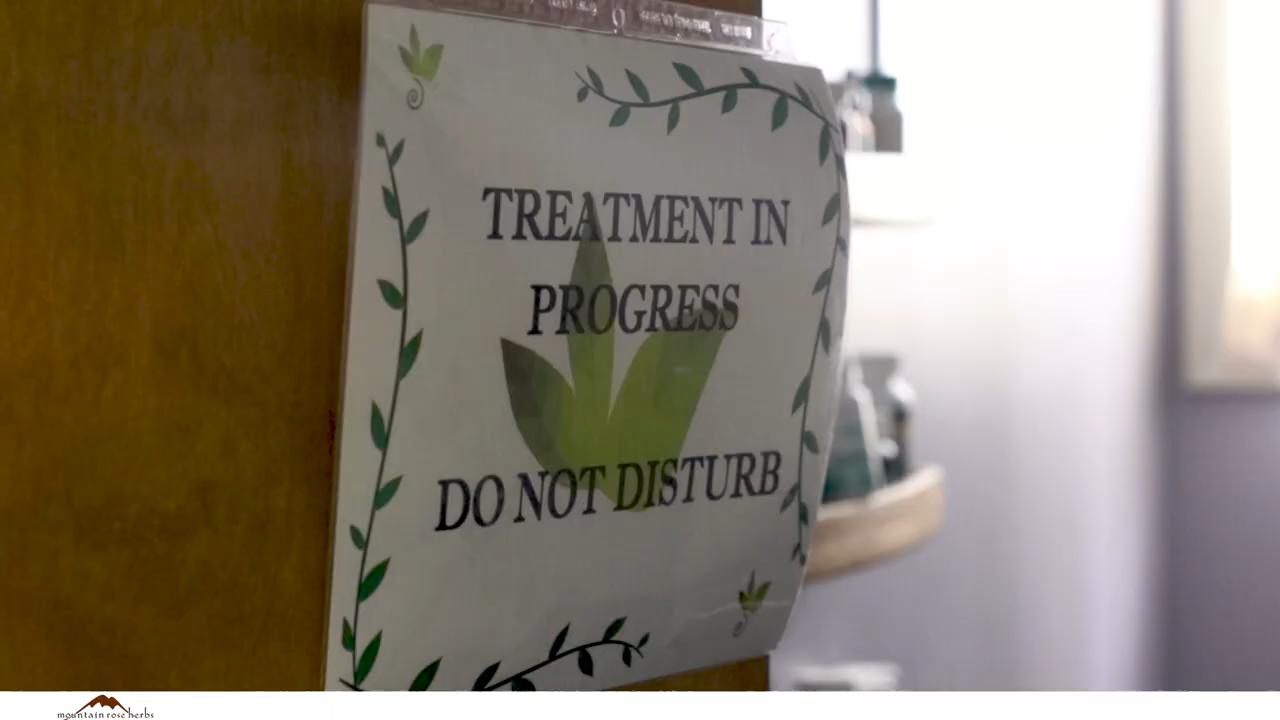 TREATMENT IN
PROGRESS
DO NOT DISTURB
mountain rose herbs